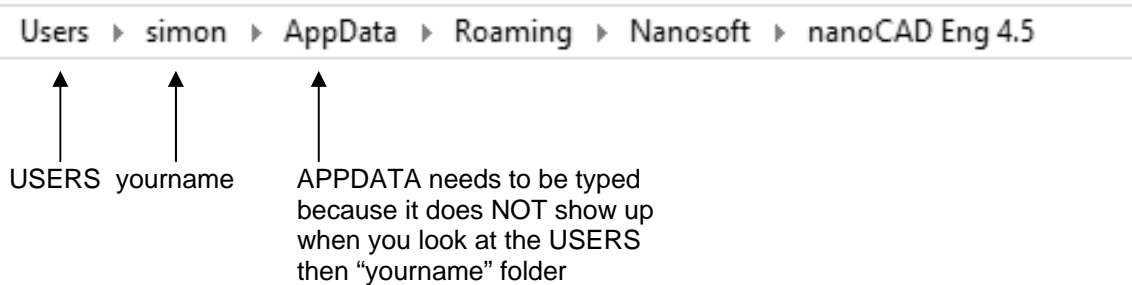 Users ▸ simon ▸ AppData ▸ Roaming ▸ Nanosoft ▸ nanoCAD Eng 4.5
USERS yourname
APPDATA needs to be typed
because it does NOT show up
when you look at the USERS
then “yourname” folder